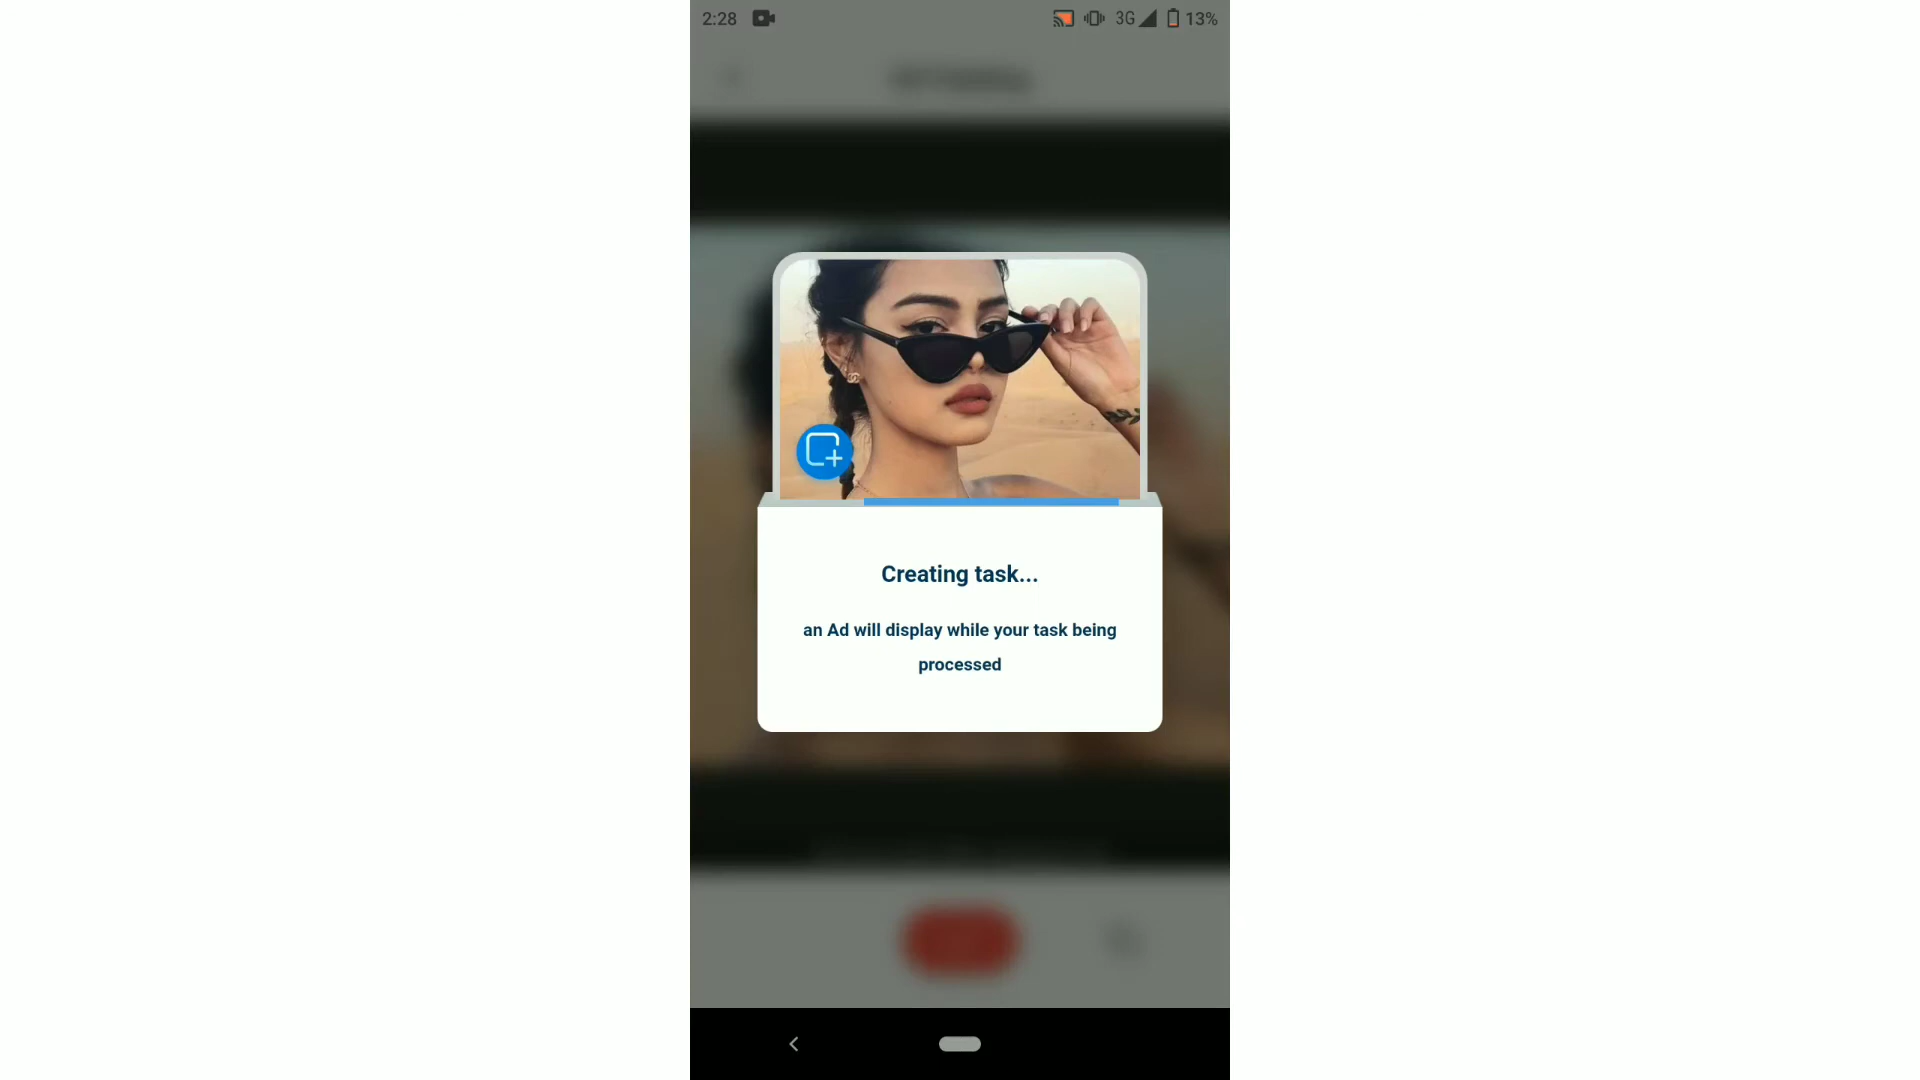 2:28 3G 13%
Creating task...
an Ad will display while your task being
processed